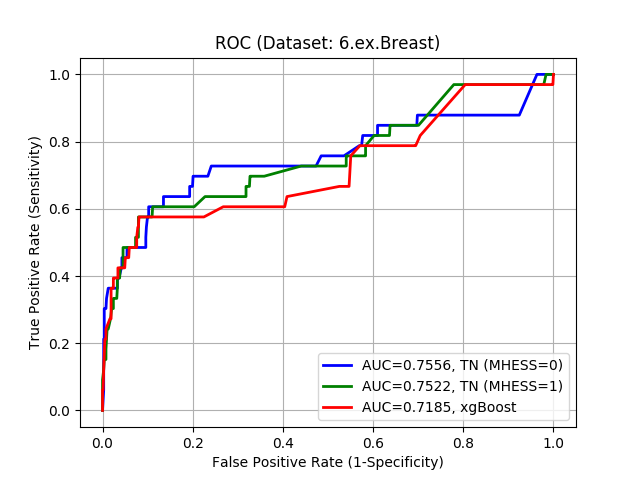 ROC (Dataset: 6.ex.Breast)
1.0
0.8
0.6
0.4
0.2
0.0
True Positive Rate (Sensitivity)
AUC=0.7556, TN (MHESS=0)
AUC=0.7522, TN (MHESS=1)
AUC=0.7185, xgBoost
0.0 0.2 0.4 0.6 0.8 1.0
False Positive Rate (1-Specificity)